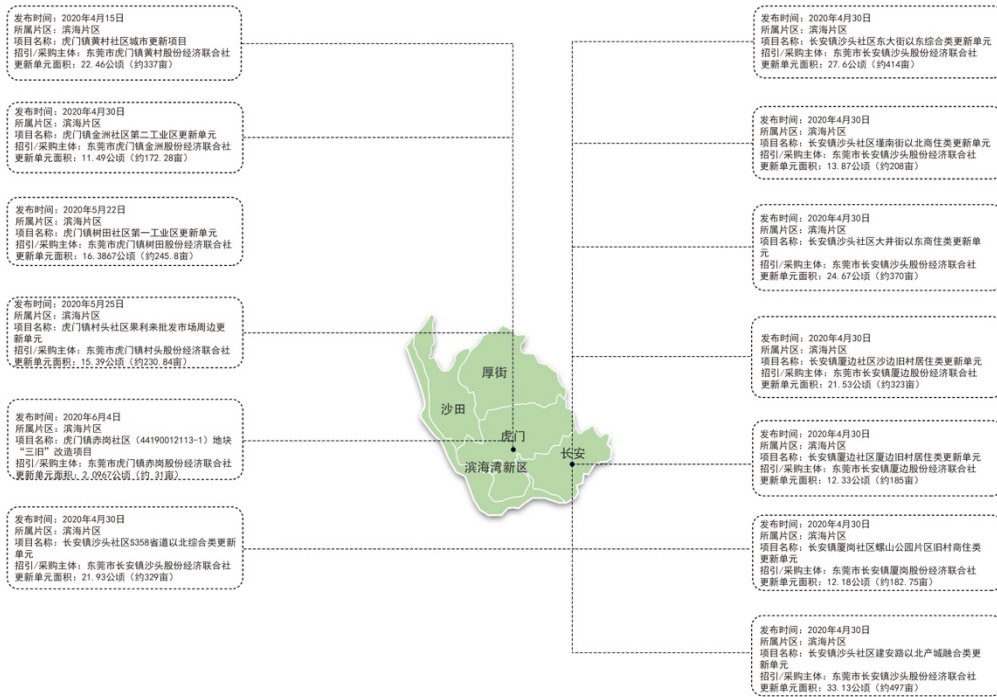 发布时间：2020年4月15日
所属片区：滨海片区
项目名称：虎门镇黄村社区城市更新项目
招引/采购主体：东莞市虎门镇黄村股份经济联合社
更新单元面积：22.46公顷（约337亩）
发布时间：2020年4月30日
所属片区：滨海片区
项目名称：虎门镇金洲社区第二工业区更新单元
招引/采购主体：东莞市虎门镇金洲股份经济联合社
更新单元面积：11.49公顷（约172.28亩）
发布时间：2020年5月22日
所属片区：滨海片区
项目名称：虎门镇树田社区第一工业区更新单元
招引/采购主体：东莞市虎门镇树田股份经济联合社
更新单元面积：16.3867公顷（约245.8亩）
发布时间：2020年5月25日
所属片区：滨海片区
项目名称：虎门镇村头社区果利来批发市场周边更
新单元
招引/采购主体：东莞市虎门镇村头股份经济联合社
更新单元面积：15.39公顷（约230.84亩）
发布时间：2020年6月4日
所属片区：滨海片区
项目名称：虎门镇赤岗社区（44190012113-1）地块
“三旧”改造项目
招引/采购主体：东莞市虎门镇赤岗股份经济联合社
更新单元面积：2.0967公顷（约.31亩）
发布时间：2020年4月30日
所属片区：滨海片区
项目名称：长安镇沙头社区S358省道以北综合类更新
单元
招引/采购主体：东莞市长安镇沙头股份经济联合社
更新单元面积：21.93公顷（约329亩）
厚街
沙田
虎门
长安
滨海湾新区
发布时间：2020年4月30日
所属片区：滨海片区
项目名称：长安镇沙头社区东大街以东综合类更新单元
招引/采购主体：东莞市长安镇沙头股份经济联合社
更新单元面积：27.6公顷（约414亩）
发布时间：2020年4月30日
所属片区：滨海片区
项目名称：长安镇沙头社区堑南街以北商住类更新单元
招引/采购主体：东莞市长安镇沙头股份经济联合社
更新单元面积：13.87公顷（约208亩）
发布时间：2020年4月30日
所属片区：滨海片区
项目名称：长安镇沙头社区大井街以东商住类更新单
元
招引/采购主体：东莞市长安镇沙头股份经济联合社
更新单元面积：24.67公顷（约370亩）
发布时间：2020年4月30日
所属片区：滨海片区
项目名称：长安镇厦边社区沙边旧村居住类更新单元
招引/采购主体：东莞市长安镇厦边股份经济联合社
更新单元面积：21.53公顷（约323亩）
发布时间：2020年4月30日
所属片区：滨海片区
项目名称：长安镇厦边社区厦边旧村居住类更新单元
招引/采购主体：东莞市长安镇厦边股份经济联合社
更新单元面积：12.33公顷（约185亩）
发布时间：2020年4月30日
所属片区：滨海片区
项目名称：长安镇厦岗社区螺山公园片区旧村商住类
更新单元
招引/采购主体：东莞市长安镇厦岗股份经济联合社
更新单元面积：12.18公顷（约182.75亩）
发布时间：2020年4月30日
所属片区：滨海片区
项目名称：长安镇沙头社区建安路以北产城融合类更
新单元
招引/采购主体：东莞市长安镇沙头股份经济联合社
更新单元面积：33.13公顷（约497亩）